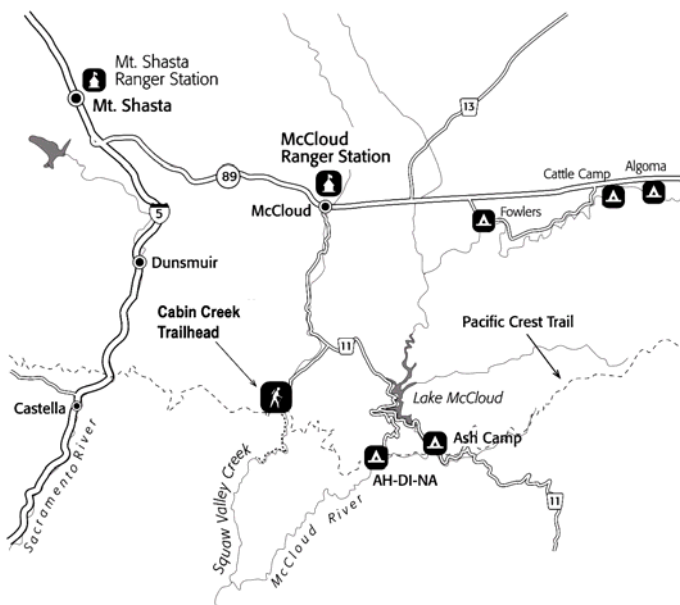 Mt. Shasta
Ranger Station
Mt. Shasta
13
McCloud
Ranger Station
89
Cattle Camp
Algoma
McCloud
Fowlers
5
Dunsmuir
Cabin Creek
Trailhead
Pacific Crest Trail
11
Castella
Lake McCloud
Ash Camp
AH-DI-NA
Sacramento River
Squaw Valley Creek
McCloud River
11